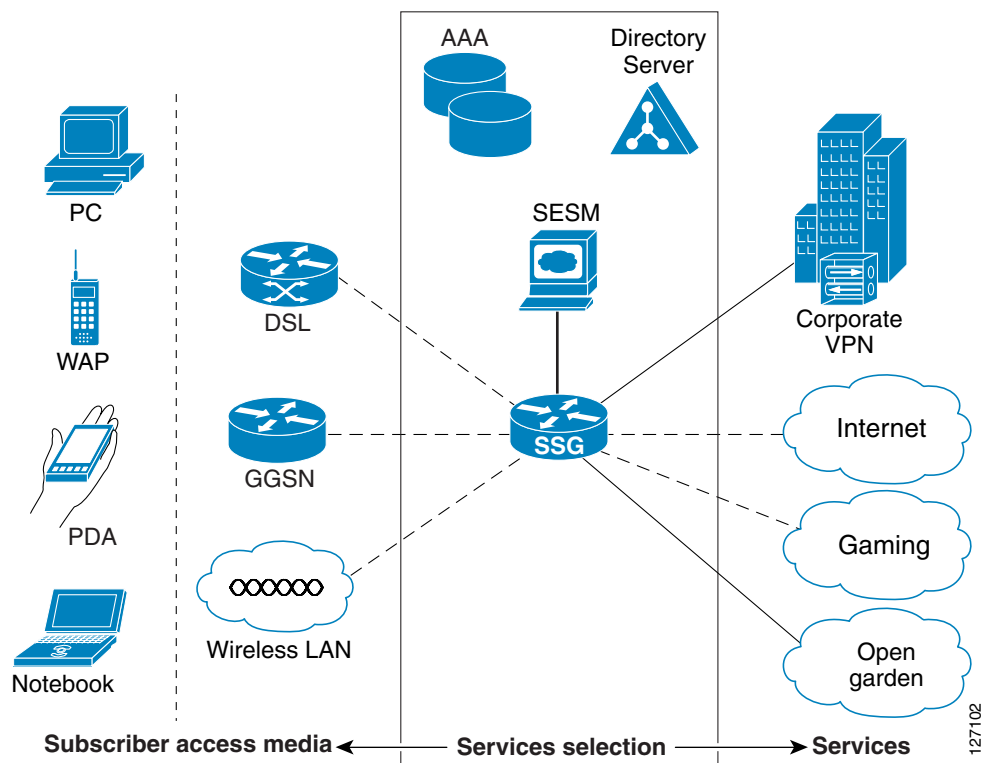 AAA
Directory
Server
PC
SESM
DSL
WAP
Corporate
VPN
SSG
Internet
GGSN
PDA
Gaming
Wireless LAN
Notebook
Open
garden
Subscriber access media
Services selection
Services
127102